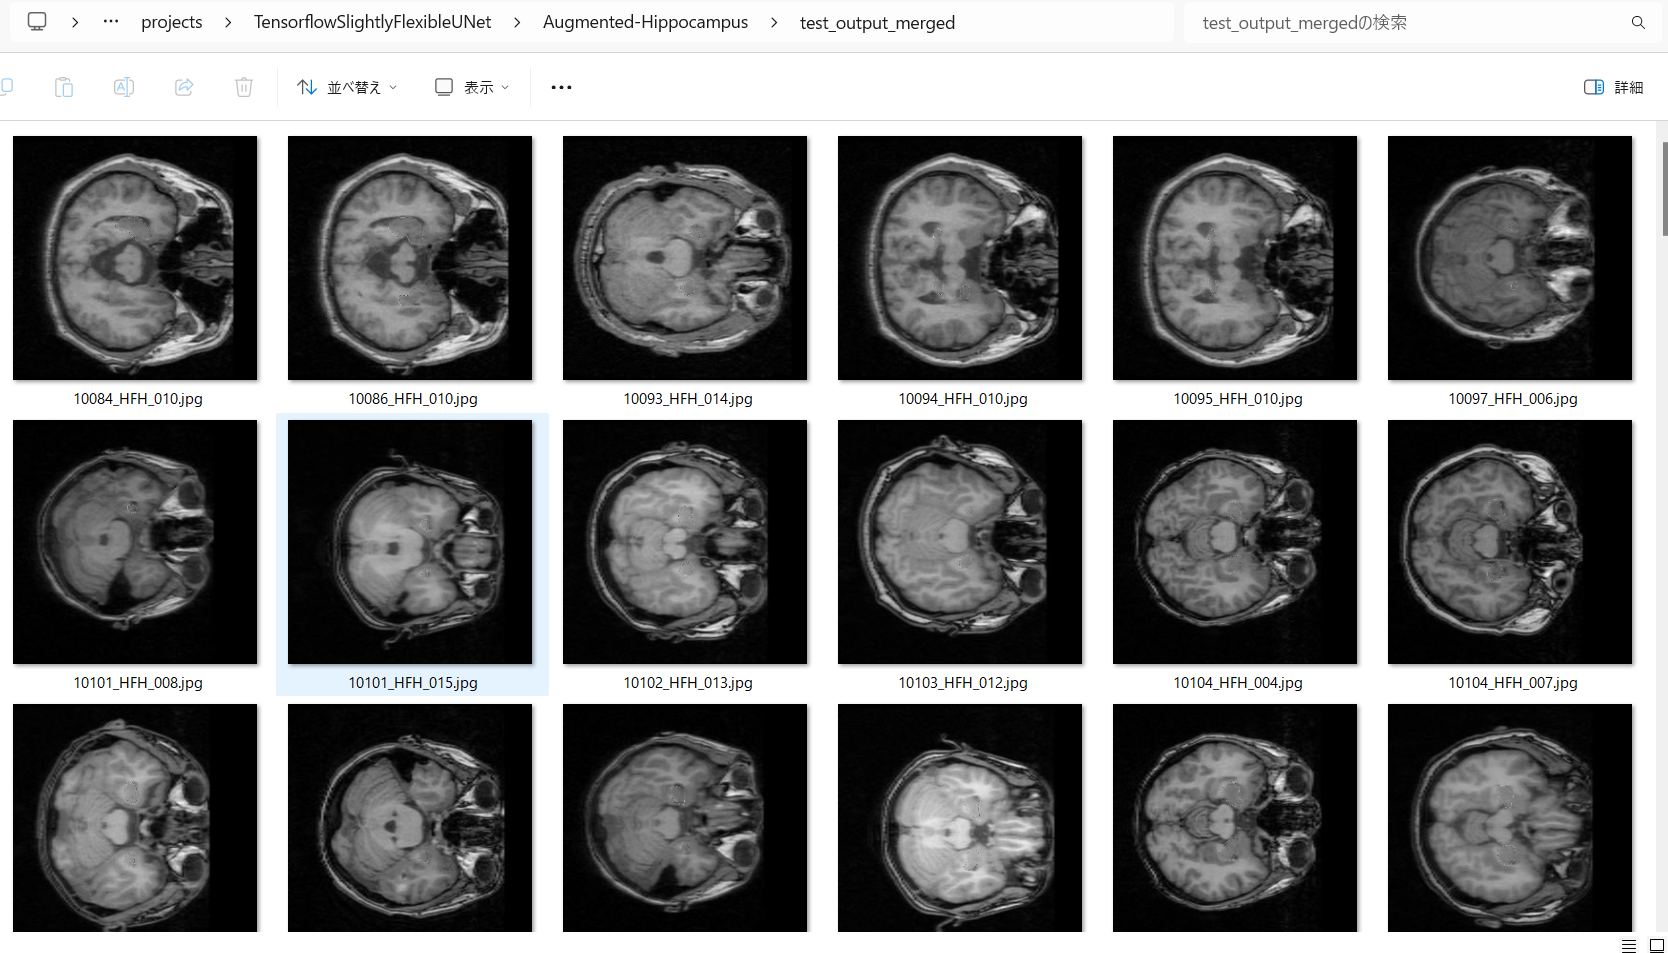 projects > TensorflowSlightlyFlexibleUNet > Augmented-Hippocampus > test_output_merged
test_output_mergedの検索
並べ替え
表示
詳細
10084_HFH_010.jpg
10086_HFH_010.jpg
10093_HFH_014.jpg
10094_HFH_010.jpg
10095_HFH_010.jpg
10097_HFH_006.jpg
10101_HFH_008.jpg
10101_HFH_015.jpg
10102_HFH_013.jpg
10103_HFH_012.jpg
10104_HFH_004.jpg
10104_HFH_007.jpg